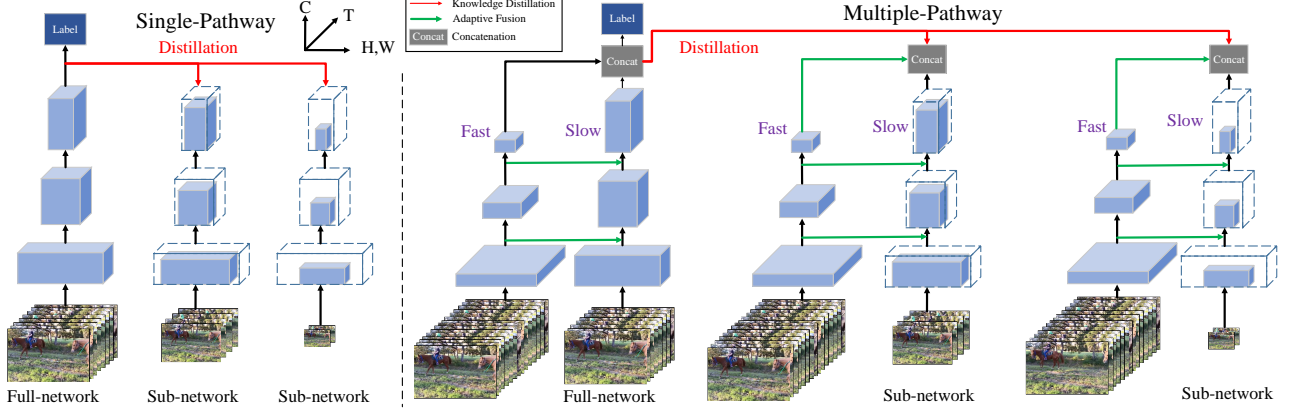 Label
Single-Pathway
C
T
H,W
Distillation
Full-network
Sub-network
Sub-network
Knowledge Distillation
Adaptive Fusion
Concat Concatenation
Multiple-Pathway
Label
Concat
Distillation
Concat
Concat
Fast
Slow
Fast
Slow
Fast
Slow
Full-network
Sub-network
Sub-network